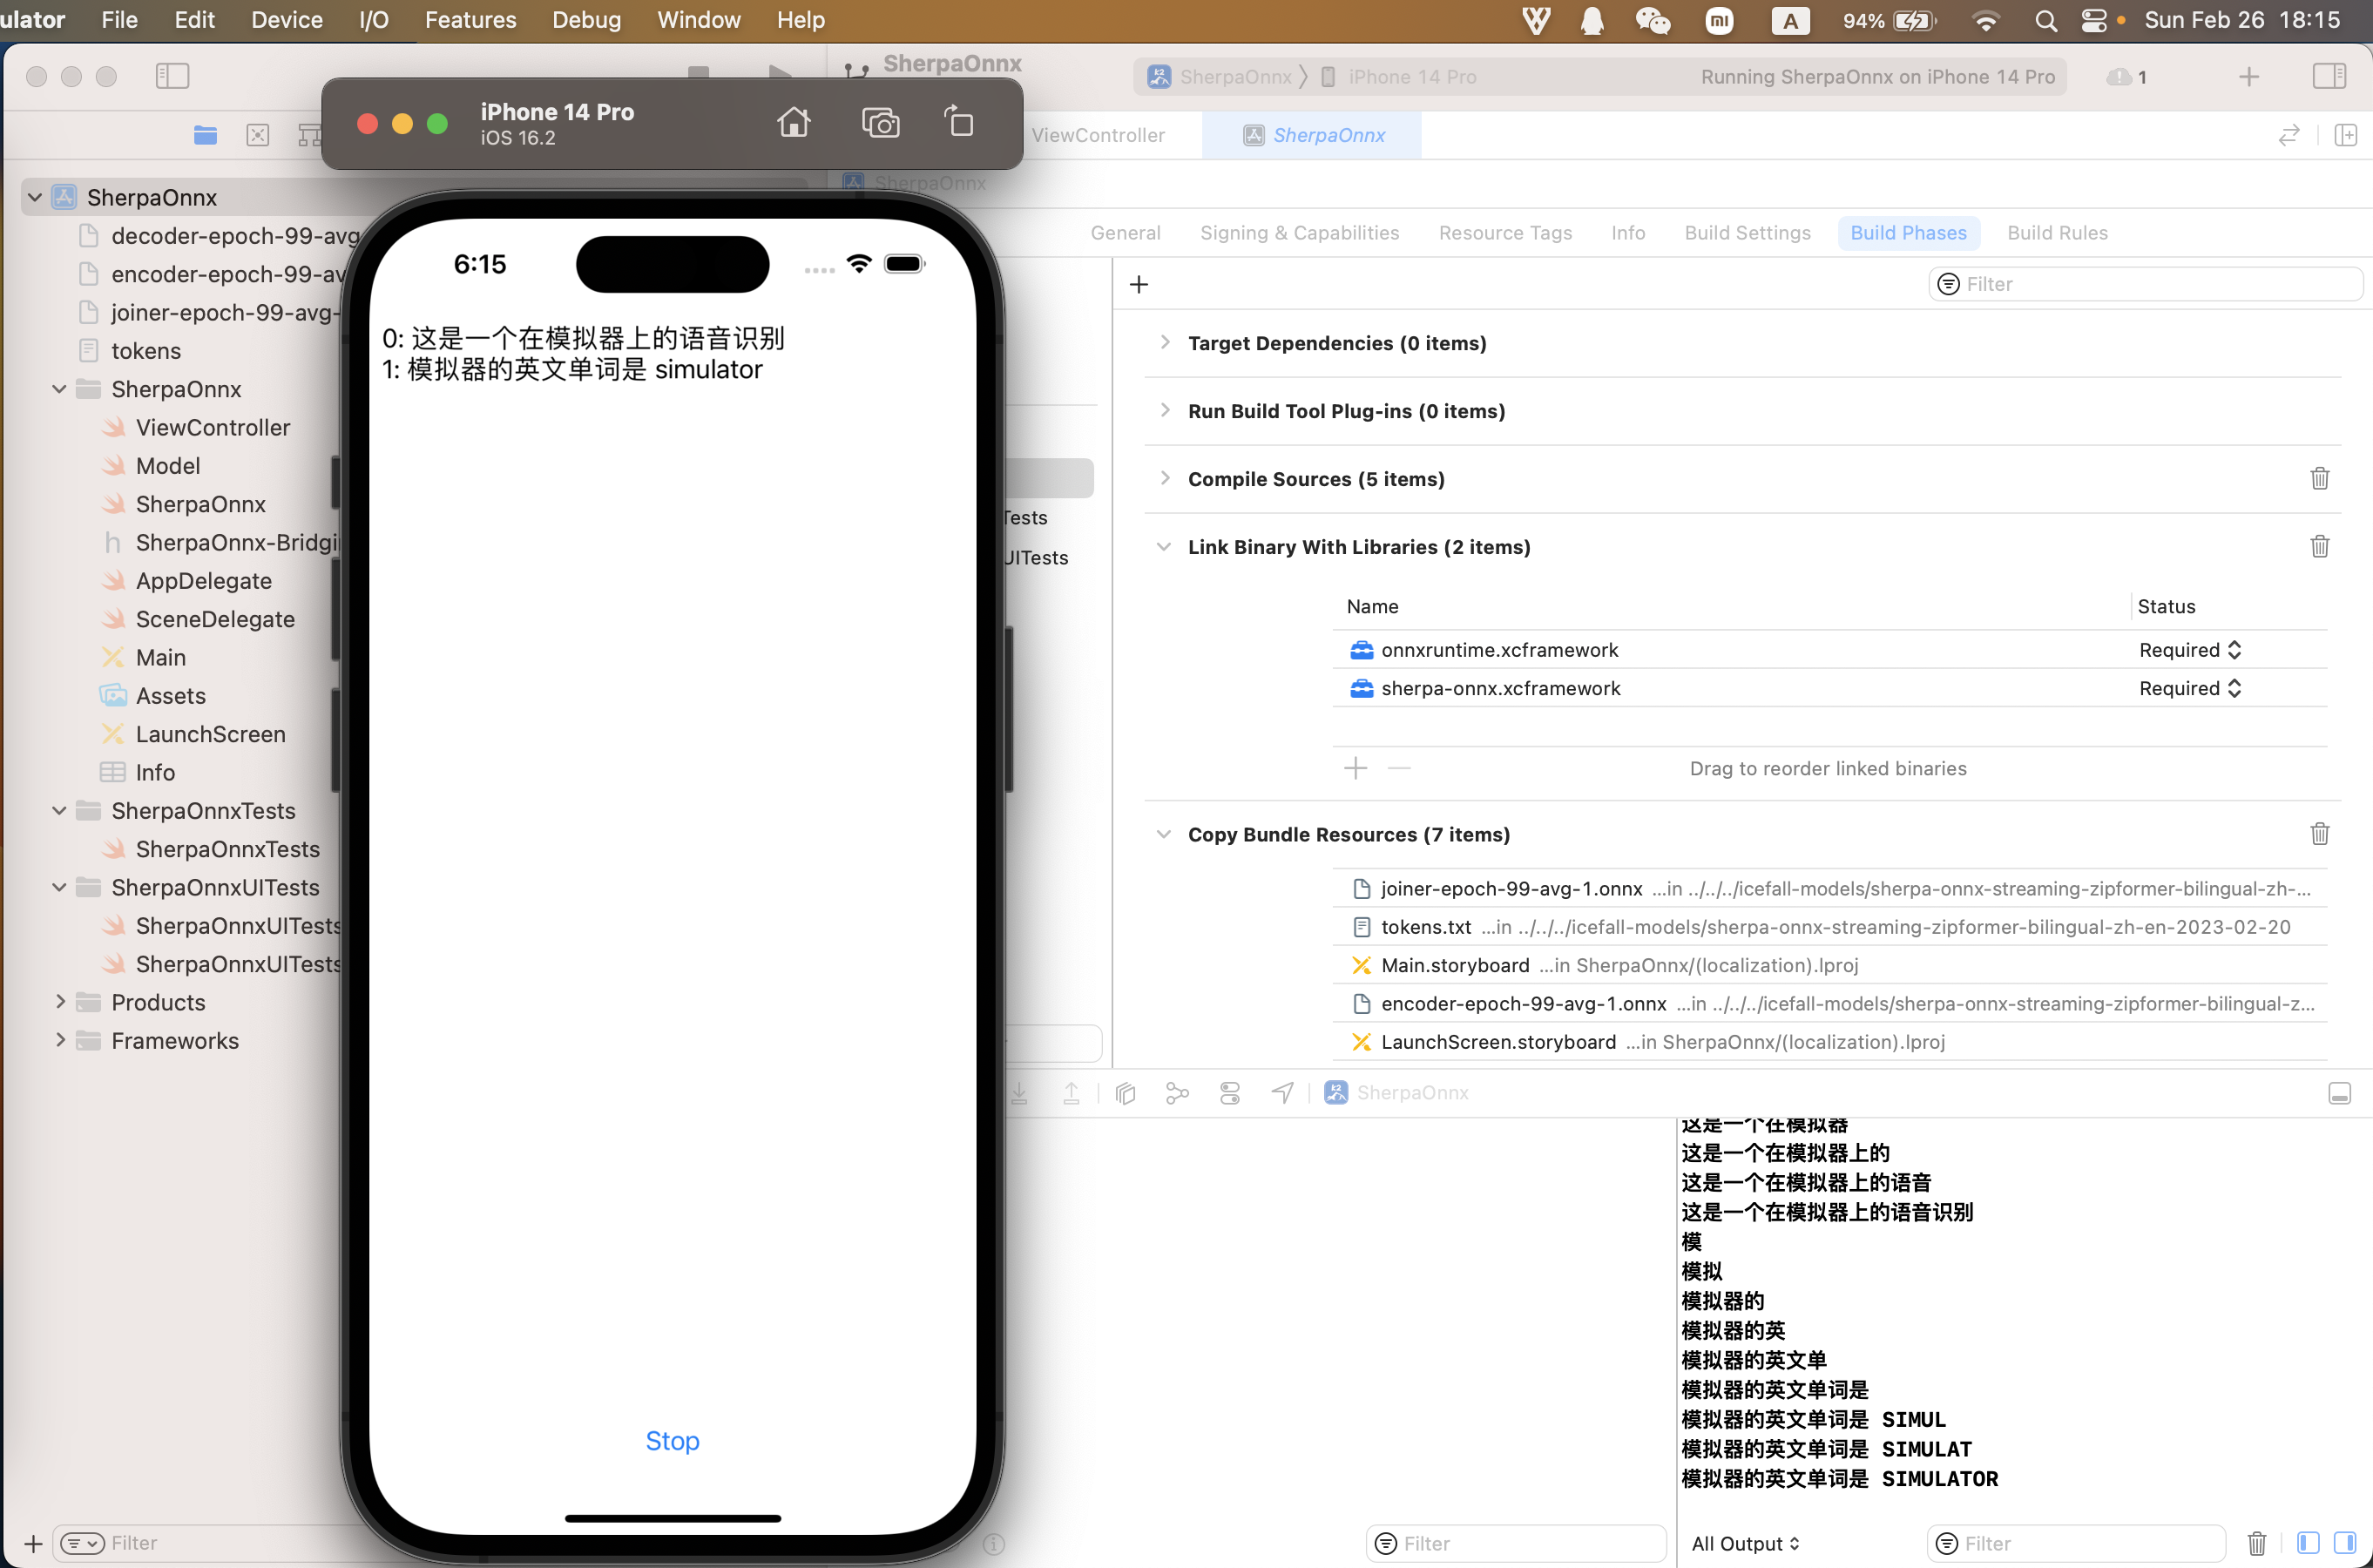 ulator File Edit Device I/O Features Debug Window Help A 94% Sun Feb 26 18:15
SherpaOnnx
SherpaOnnx iPhone 14 Pro Running SherpaOnnx on iPhone 14 Pro 1
iPhone 14 Pro
iOS 16.2
ViewController SherpaOnnx
SherpaOnnx
General Signing & Capabilities Resource Tags Info Build Settings Build Phases Build Rules
Filter
SherpaOnnx
decoder-epoch-99-avg
encoder-epoch-99-av
joiner-epoch-99-avg-
tokens
SherpaOnnx
ViewController
Model
SherpaOnnx
SherpaOnnx-Bridgi
AppDelegate
SceneDelegate
Main
Assets
LaunchScreen
Info
SherpaOnnxTests
SherpaOnnxTests
SherpaOnnxUITests
SherpaOnnxUITests
SherpaOnnxUITests
Products
Frameworks
Filter
6:15
0: 这是一个在模拟器上的语音识别
1: 模拟器的英文单词是 simulator
Stop
Tests
UITests
Target Dependencies (0 items)
Run Build Tool Plug-ins (0 items)
Compile Sources (5 items)
Link Binary With Libraries (2 items)
Name Status
onnxruntime.xcframework Required
sherpa-onnx.xcframework Required
Drag to reorder linked binaries
Copy Bundle Resources (7 items)
joiner-epoch-99-avg-1.onnx ...in ../../../icefall-models/sherpa-onnx-streaming-zipformer-bilingual-zh-...
tokens.txt ...in ../../../icefall-models/sherpa-onnx-streaming-zipformer-bilingual-zh-en-2023-02-20
Main.storyboard ...in SherpaOnnx/(localization).lproj
encoder-epoch-99-avg-1.onnx ...in ../../../icefall-models/sherpa-onnx-streaming-zipformer-bilingual-z...
LaunchScreen.storyboard ...in SherpaOnnx/(localization).lproj
SherpaOnnx
这是一个在模拟器
这是一个在模拟器上的
这是一个在模拟器上的语音
这是一个在模拟器上的语音识别
模
模拟
模拟器的
模拟器的英
模拟器的英文单
模拟器的英文单词是
模拟器的英文单词是 SIMUL
模拟器的英文单词是 SIMULAT
模拟器的英文单词是 SIMULATOR
Filter All Output Filter